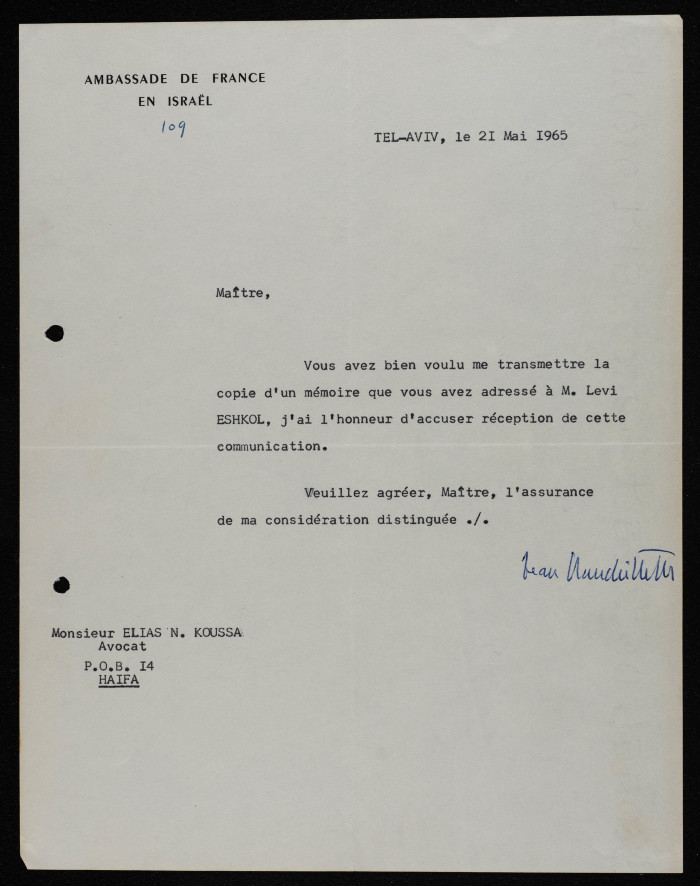 AMBASSADE DE FRANCE
EN ISRAËL
109
TEL-AVIV, le 2I Mai I965
Maître,
Vous avez bien voulu me transmettre la
copie d'un mémoire que vous avez adressé à M. Levi
ESHKOL, j'ai l'honneur d'accuser réception de cette
communication.
Veuillez agréer, Maître, l'assurance
de ma considération distinguée ./.
Jean
Monsieur ELIAS N. KOUSSA
Avocat
P.O.B. I4
HAIFA